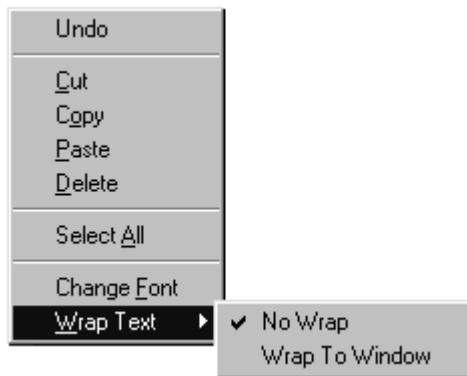 Undo
Cut
Copy
Paste
Delete
Select All
Change Font
Wrap Text
No Wrap
Wrap To Window